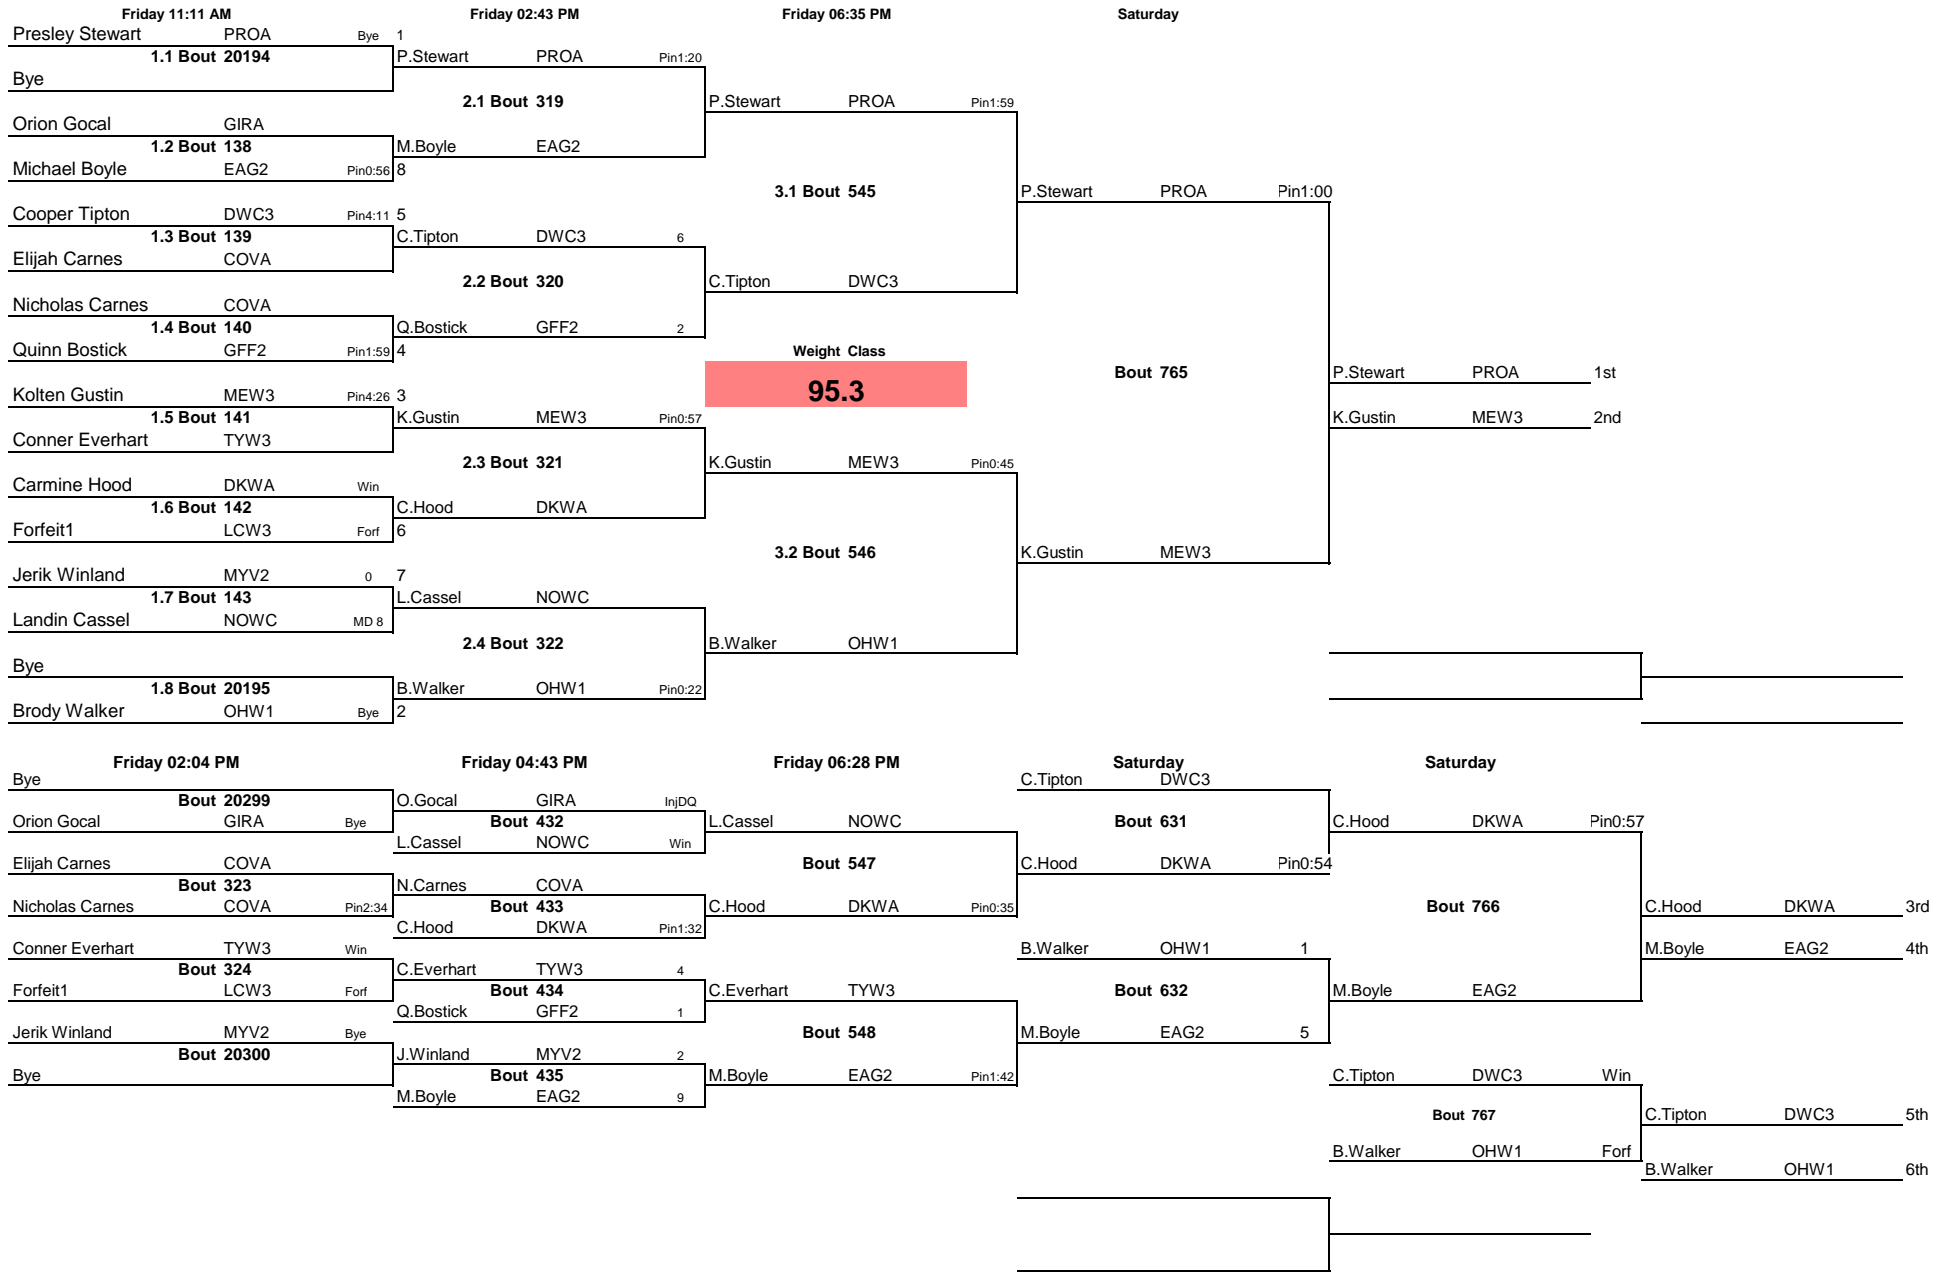 Friday 11:11 AM Friday 02:43 PM Friday 06:35 PM Saturday
Presley Stewart PROA Bye 1
1.1 Bout 20194 P.Stewart PROA Pin1:20
Bye
2.1 Bout 319 P.Stewart PROA Pin1:59
Orion Gocal GIRA
1.2 Bout 138 M.Boyle EAG2
Michael Boyle EAG2 Pin0:56 8
3.1 Bout 545 P.Stewart PROA Pin1:00
Cooper Tipton DWC3 Pin4:11 5
1.3 Bout 139 C.Tipton DWC3 6
Elijah Carnes COVA
2.2 Bout 320 C.Tipton DWC3
Nicholas Carnes COVA
1.4 Bout 140 Q.Bostick GFF2 2
Quinn Bostick GFF2 Pin1:59 4 Weight Class
Bout 765 P.Stewart PROA 1st
Kolten Gustin MEW3 Pin4:26 3 95.3
1.5 Bout 141 K.Gustin MEW3 Pin0:57 K.Gustin MEW3 2nd
Conner Everhart TYW3
2.3 Bout 321 K.Gustin MEW3 Pin0:45
Carmine Hood DKWA Win
1.6 Bout 142 C.Hood DKWA
Forfeit1 LCW3 Forf 6
3.2 Bout 546 K.Gustin MEW3
Jerik Winland MYV2 0 7
1.7 Bout 143 L.Cassel NOWC
Landin Cassel NOWC MD 8
2.4 Bout 322 B.Walker OHW1
Bye
1.8 Bout 20195 B.Walker OHW1 Pin0:22
Brody Walker OHW1 Bye 2
Friday 02:04 PM Friday 04:43 PM Friday 06:28 PM Saturday Saturday
Bye C.Tipton DWC3
Bout 20299 O.Gocal GIRA InjDQ
Orion Gocal GIRA Bye Bout 432 L.Cassel NOWC Bout 631 C.Hood DKWA Pin0:57
L.Cassel NOWC Win
Elijah Carnes COVA Bout 547 C.Hood DKWA Pin0:54
Bout 323 N.Carnes COVA
Nicholas Carnes COVA Pin2:34 Bout 433 C.Hood DKWA Pin0:35 Bout 766 C.Hood DKWA 3rd
C.Hood DKWA Pin1:32
Conner Everhart TYW3 Win B.Walker OHW1 1 M.Boyle EAG2 4th
Bout 324 C.Everhart TYW3 4
Forfeit1 LCW3 Forf Bout 434 C.Everhart TYW3 Bout 632 M.Boyle EAG2
Q.Bostick GFF2 1
Jerik Winland MYV2 Bye Bout 548 M.Boyle EAG2 5
Bout 20300 J.Winland MYV2 2
Bye Bout 435 M.Boyle EAG2 Pin1:42 C.Tipton DWC3 Win
M.Boyle EAG2 9
Bout 767 C.Tipton DWC3 5th
B.Walker OHW1 Forf
B.Walker OHW1 6th